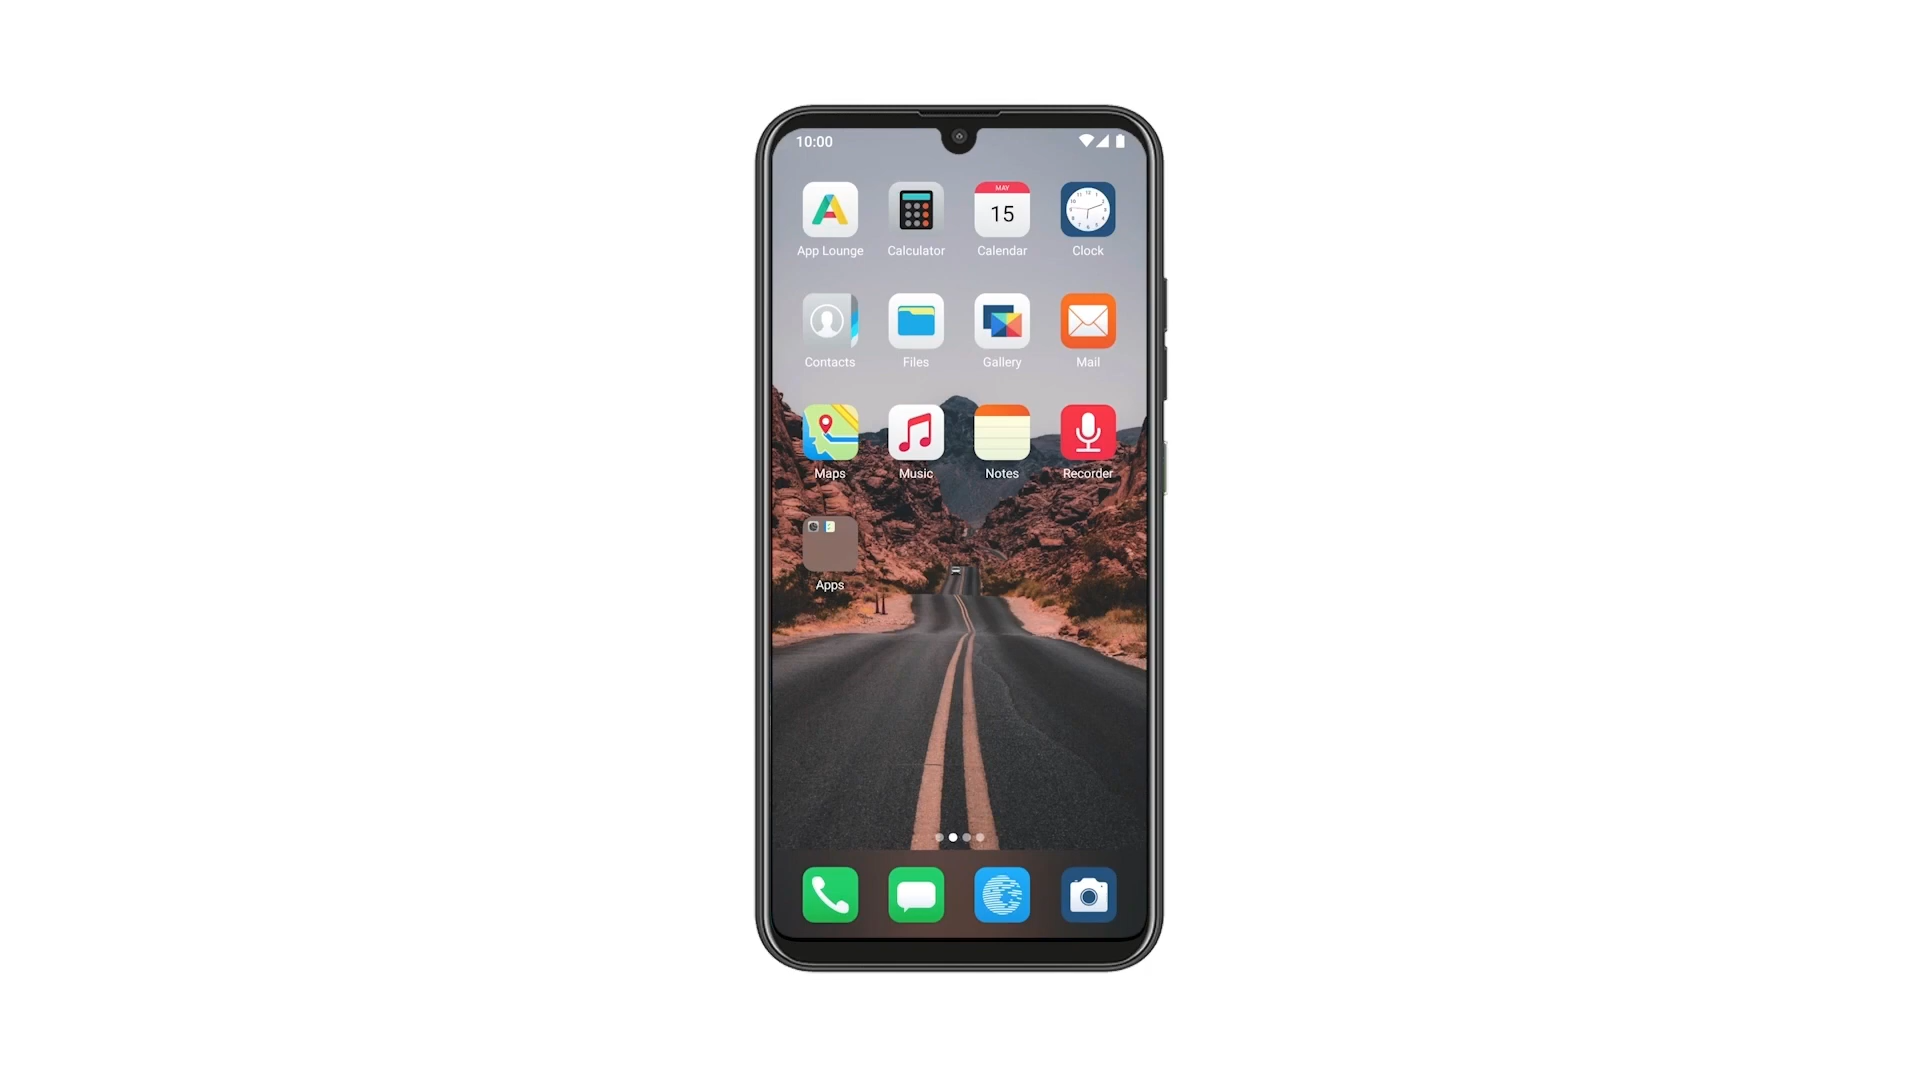 10:00
MAY
15
App Lounge
Calculator
Calendar
Clock
Contacts
Files
Gallery
Mail
Maps
Music
Notes
Recorder
Apps